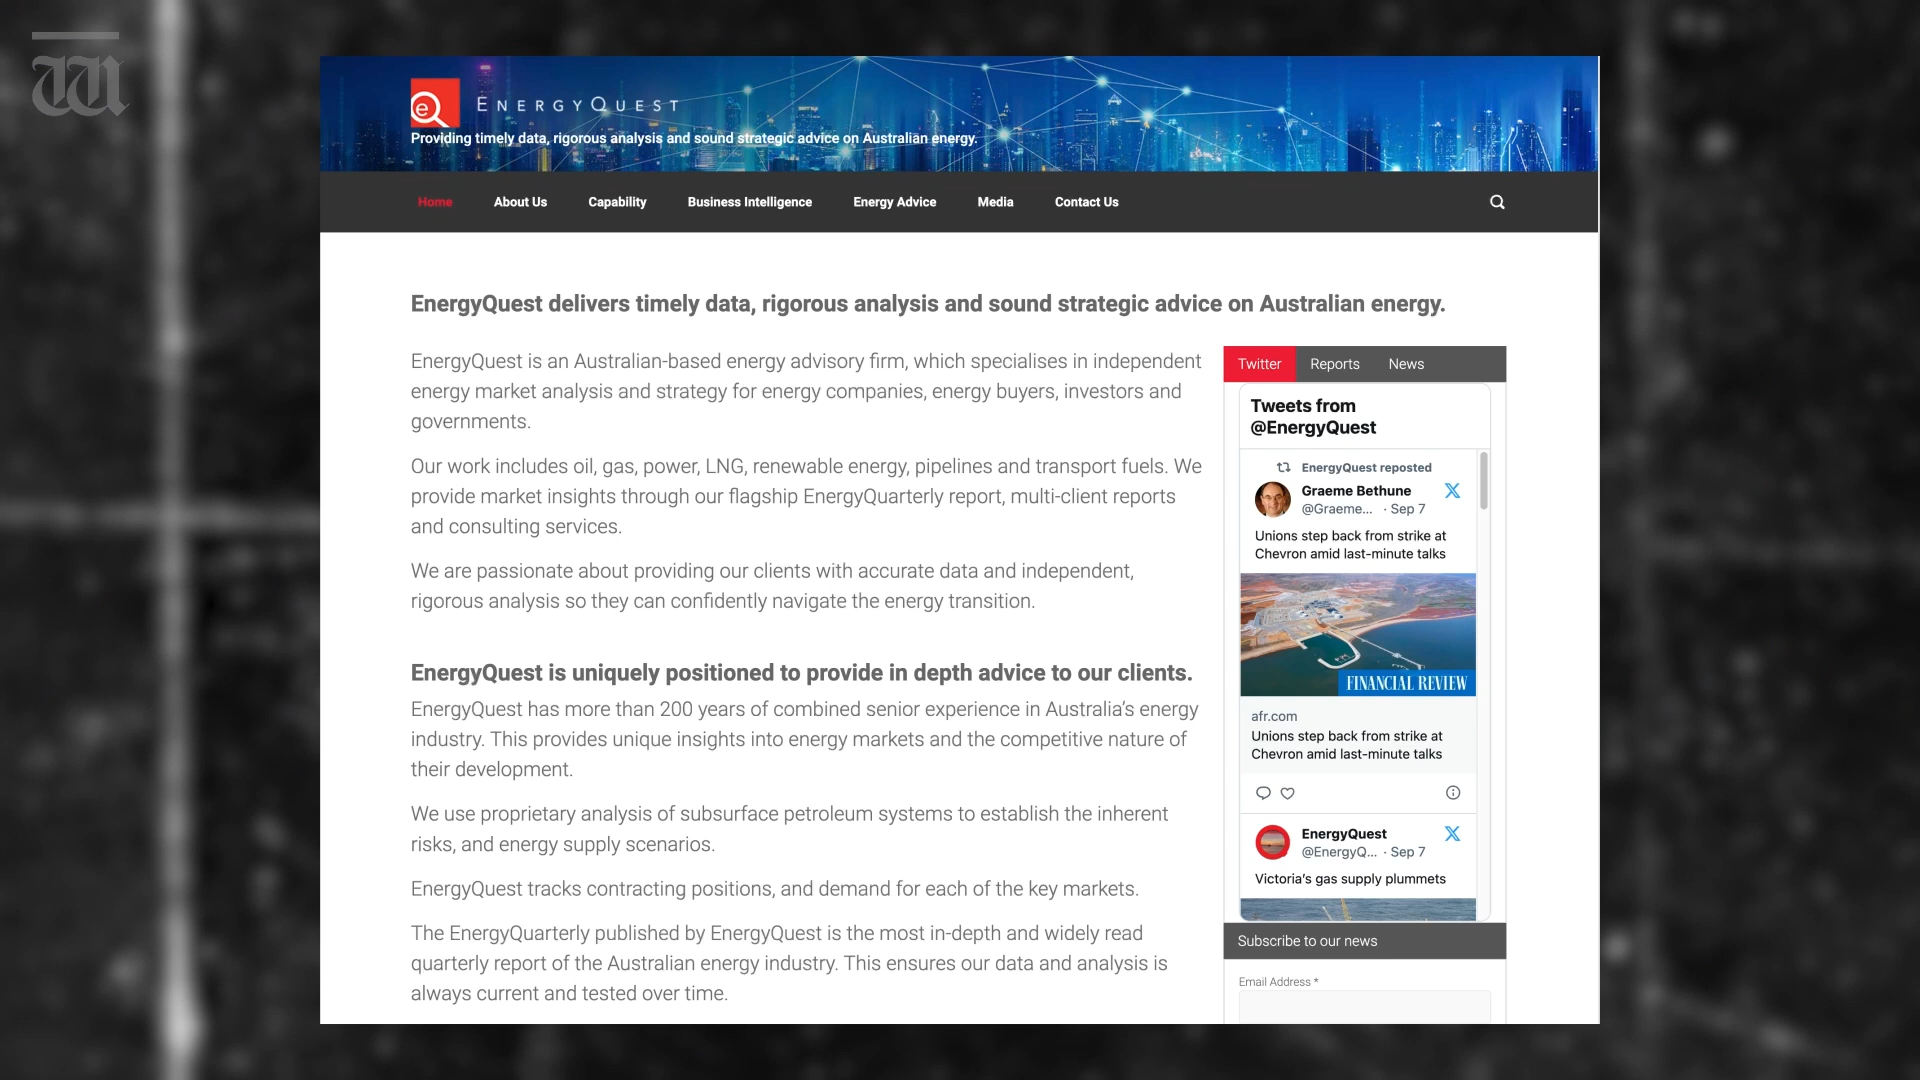 W
e ENERGYQUEST
Providing timely data, rigorous analysis and sound strategic advice on Australian energy.
Home About Us Capability Business Intelligence Energy Advice Media Contact Us
EnergyQuest delivers timely data, rigorous analysis and sound strategic advice on Australian energy.
EnergyQuest is an Australian-based energy advisory firm, which specialises in independent
energy market analysis and strategy for energy companies, energy buyers, investors and
governments.
Our work includes oil, gas, power, LNG, renewable energy, pipelines and transport fuels. We
provide market insights through our flagship EnergyQuarterly report, multi-client reports
and consulting services.
We are passionate about providing our clients with accurate data and independent,
rigorous analysis so they can confidently navigate the energy transition.
EnergyQuest is uniquely positioned to provide in depth advice to our clients.
EnergyQuest has more than 200 years of combined senior experience in Australia's energy
industry. This provides unique insights into energy markets and the competitive nature of
their development.
We use proprietary analysis of subsurface petroleum systems to establish the inherent
risks, and energy supply scenarios.
EnergyQuest tracks contracting positions, and demand for each of the key markets.
The EnergyQuarterly published by EnergyQuest is the most in-depth and widely read
quarterly report of the Australian energy industry. This ensures our data and analysis is
always current and tested over time.
Twitter Reports News
Tweets from
@EnergyQuest
EnergyQuest reposted
Graeme Bethune
@Graeme... · Sep 7
Unions step back from strike at
Chevron amid last-minute talks
FINANCIAL REVIEW
afr.com
Unions step back from strike at
Chevron amid last-minute talks
EnergyQuest
@EnergyQ... · Sep 7
Victoria's gas supply plummets
Subscribe to our news
Email Address *